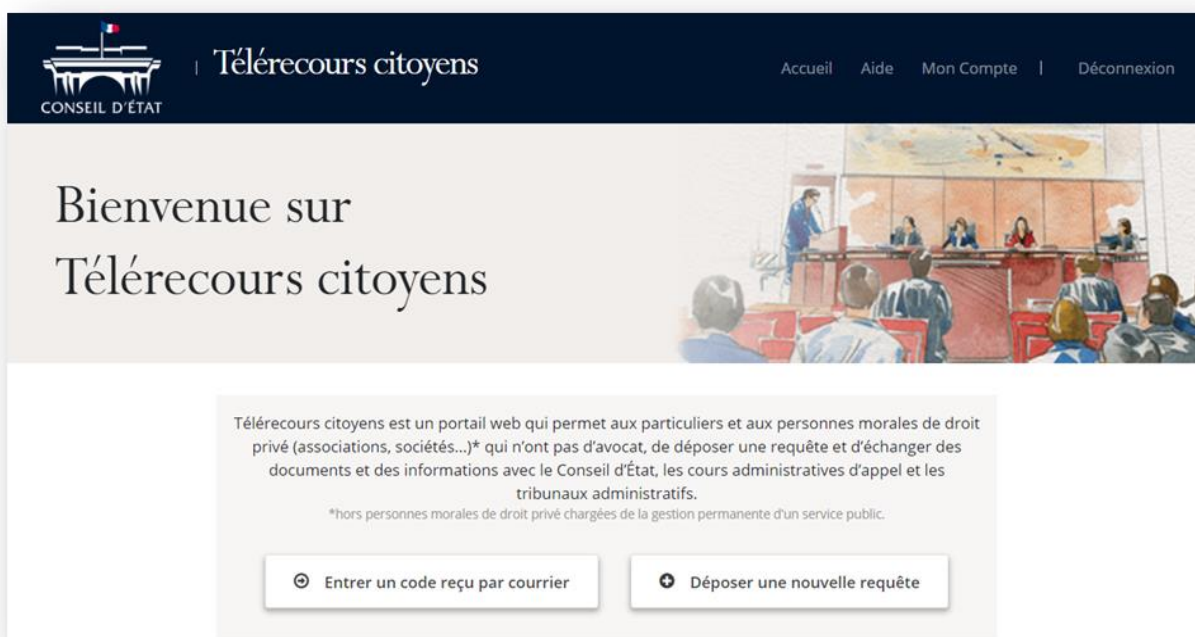 CONSEIL D'ÉTAT
| Télérecours citoyens
Accueil Aide Mon Compte | Déconnexion
Bienvenue sur
Télérecours citoyens
Télérecours citoyens est un portail web qui permet aux particuliers et aux personnes morales de droit
privé (associations, sociétés...)* qui n'ont pas d'avocat, de déposer une requête et d'échanger des
documents et des informations avec le Conseil d'État, les cours administratives d'appel et les
tribunaux administratifs.
*hors personnes morales de droit privé chargées de la gestion permanente d'un service public.
Entrer un code reçu par courrier
Déposer une nouvelle requête